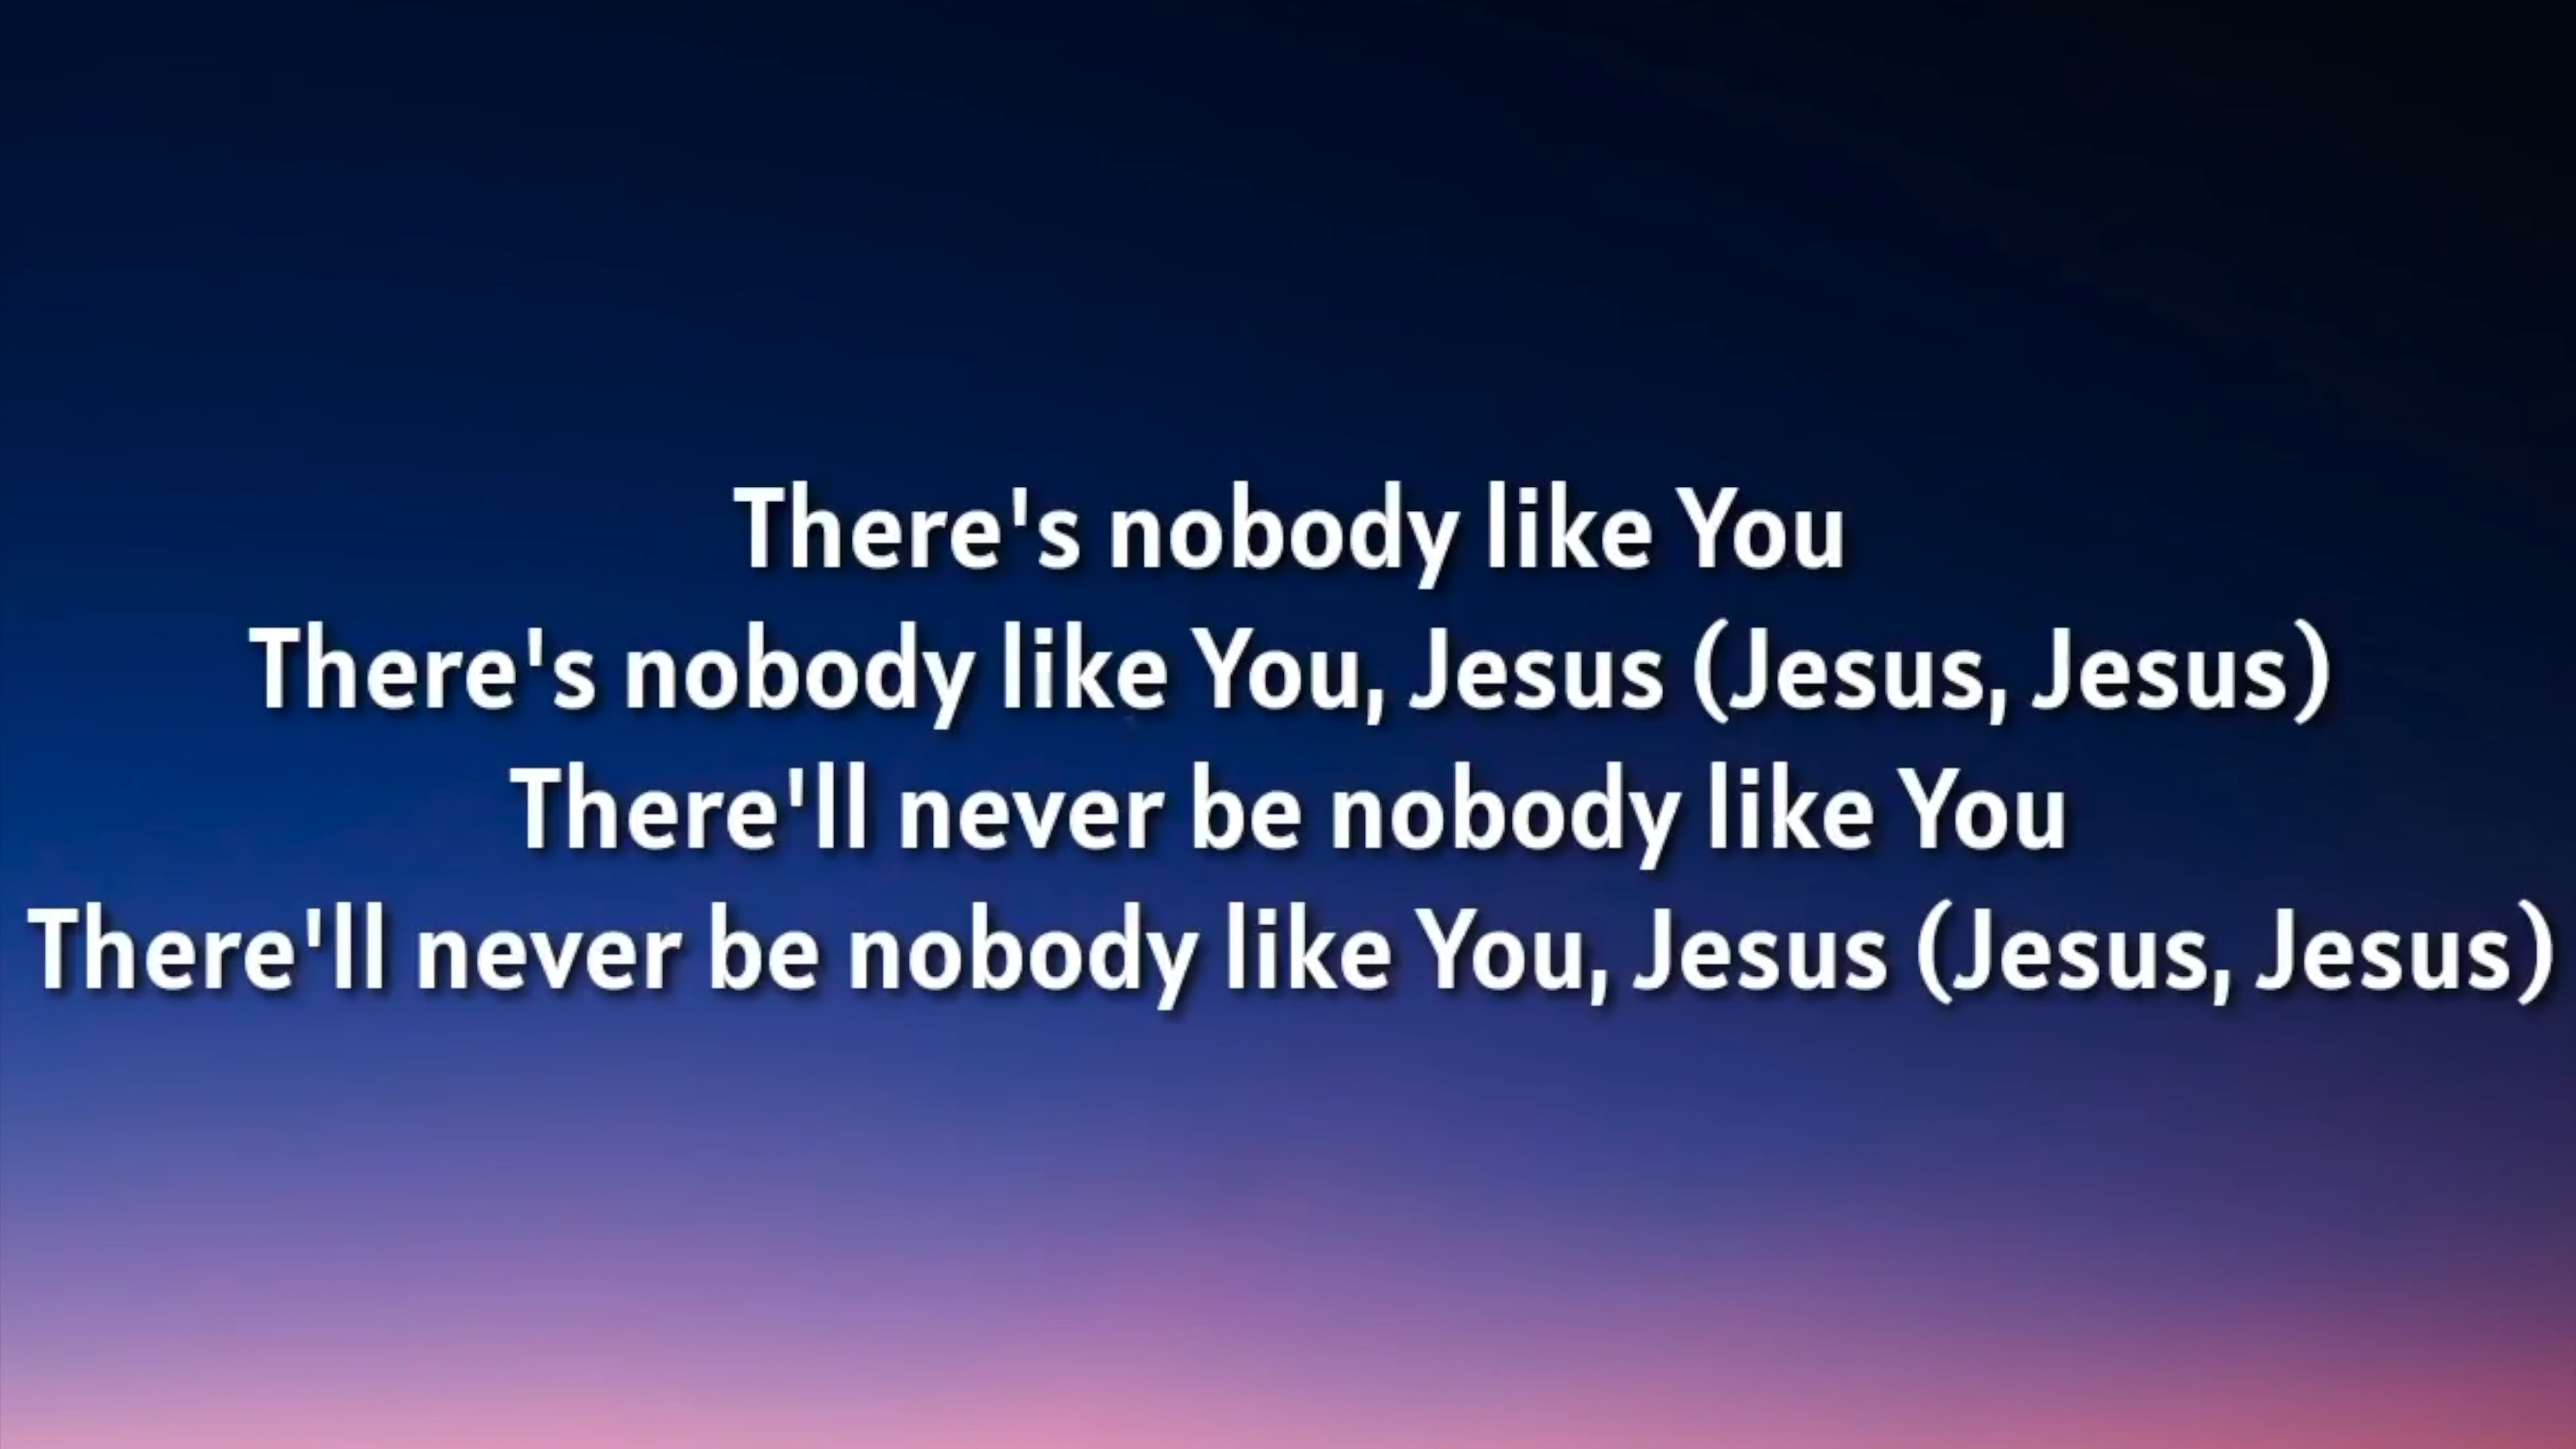 There's nobody like You
There's nobody like You, Jesus (Jesus, Jesus)
There'll never be nobody like You
There'll never be nobody like You, Jesus (Jesus, Jesus)